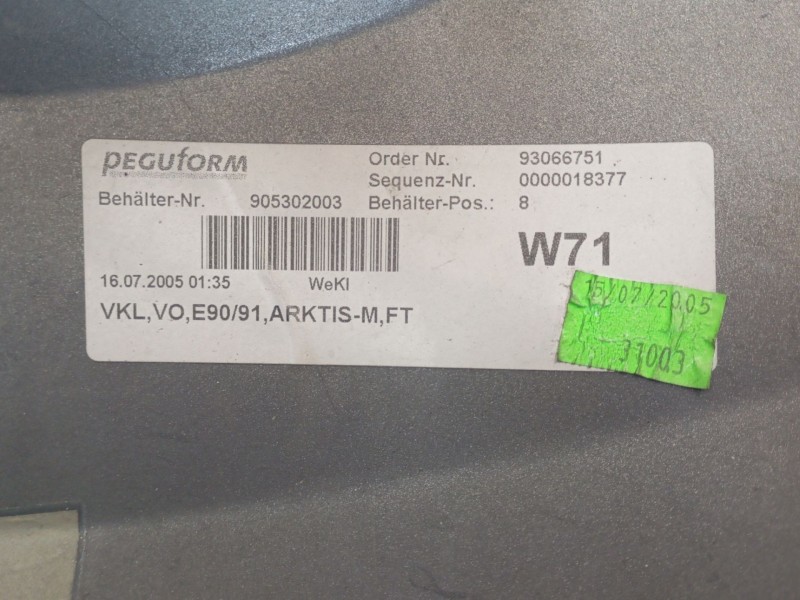 PEGUFORM
Order Nr. 93066751
Sequenz-Nr. 0000018377
Behälter-Nr. 905302003 Behälter-Pos.: 8
W71
16.07.2005 01:35 WeKl
VKL,VO,E90/91,ARKTIS-M,FT
15/07/2005
31003